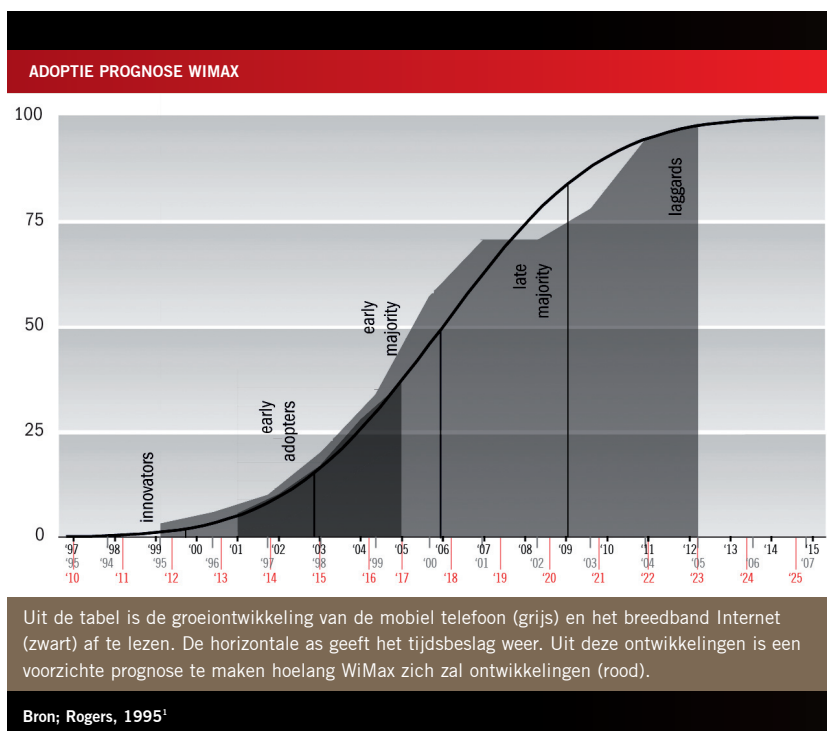 ADOPTIE PROGNOSE WIMAX
100
75
50
25
0
innovators
early
adopters
early
majority
late
majority
laggards
'97 '98 '99 '00 '01 '02 '03 '04 '05 '06 '07 '08 '09 '10 '11 '12 '13 '14 '15
'95 '94 '95 '96 '97 '98 '99 '00 '01 '02 '03 '04 '05 '06 '07
'10 '11 '12 '13 '14 '15 '16 '17 '18 '19 '20 '21 '22 '23 '24 '25
Uit de tabel is de groeiontwikkeling van de mobiel telefoon (grijs) en het breedband Internet
(zwart) af te lezen. De horizontale as geeft het tijdsbeslag weer. Uit deze ontwikkelingen is een
voorzichte prognose te maken hoelang WiMax zich zal ontwikkelingen (rood).
Bron; Rogers, 1995¹